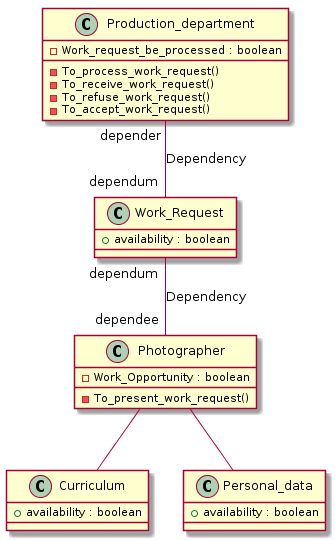 C Production_department
Work_request_be_processed : boolean
To_process_work_request()
To_receive_work_request()
To_refuse_work_request()
To_accept_work_request()
depender
Dependency
dependum
C Work_Request
availability : boolean
dependum
Dependency
dependee
C Photographer
Work_Opportunity : boolean
To_present_work_request()
C Curriculum
availability : boolean
C Personal_data
availability : boolean